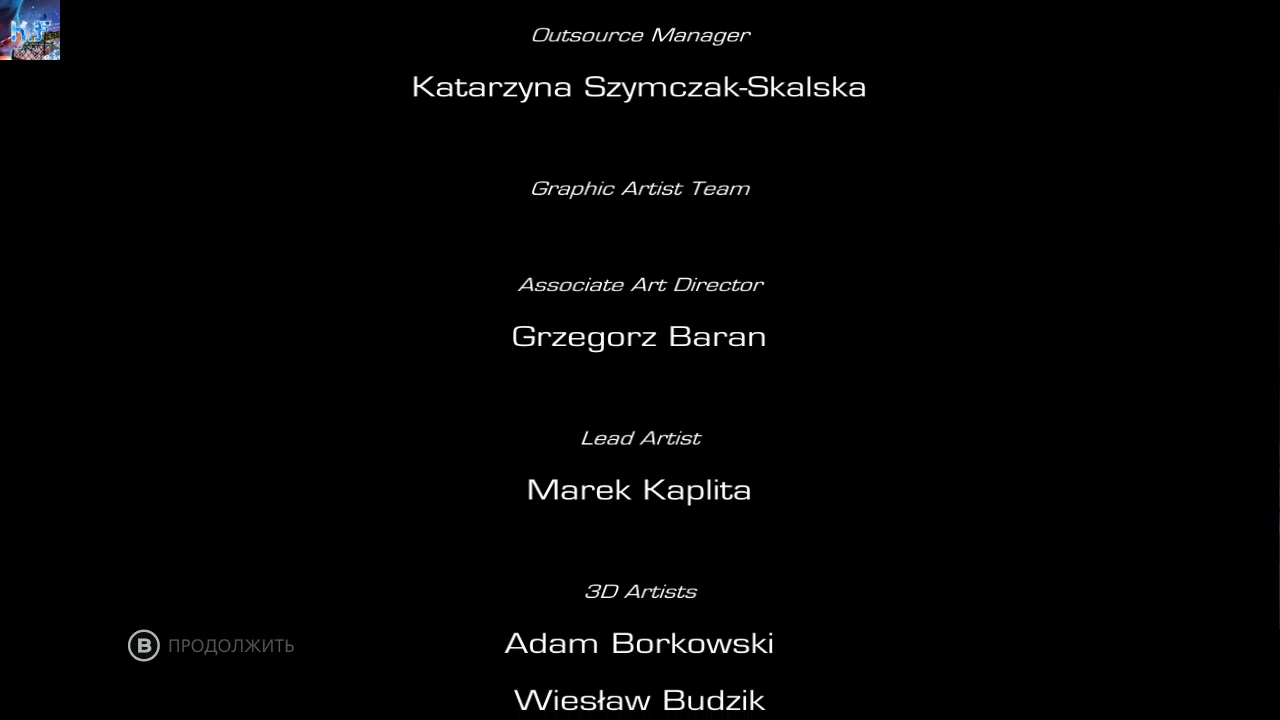 Outsource Manager
Katarzyna Szymczak-Skalska
Graphic Artist Team
Associate Art Director
Grzegorz Baran
Lead Artist
Marek Kaplita
3D Artists
Adam Borkowski
B ПРОДОЛЖИТЬ
Wiesław Budzik